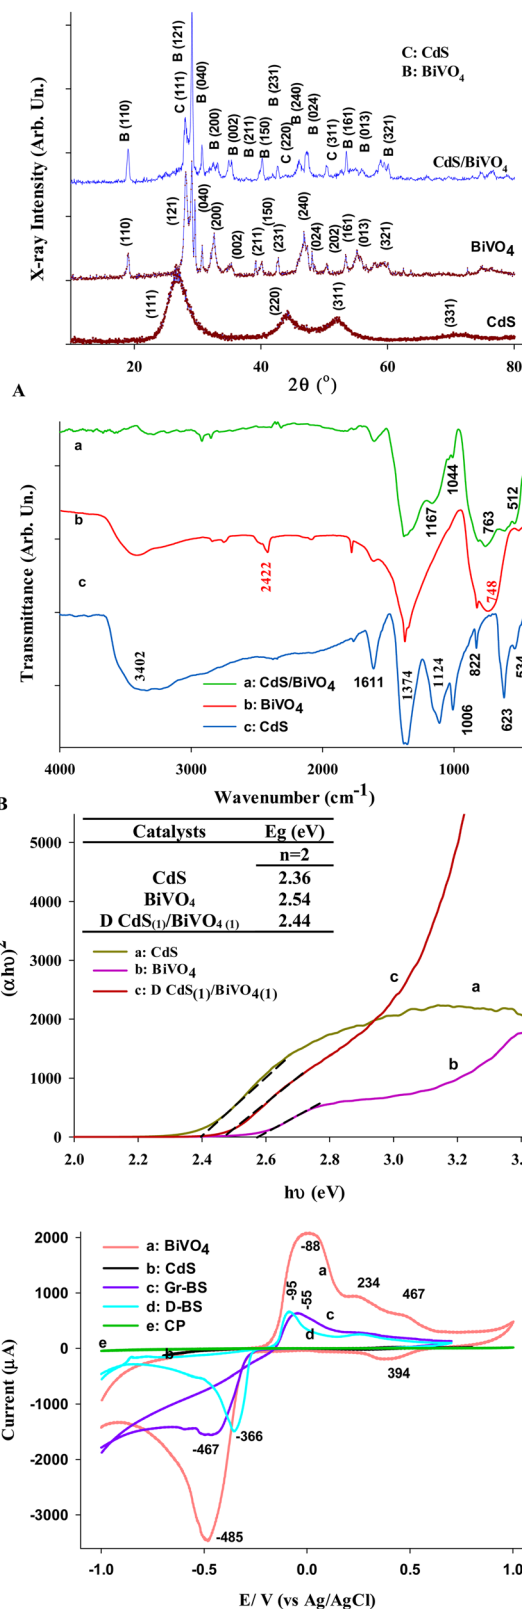 C: CdS
B: BiVO4
B (110)
C (111)
B (121)
B (040)
B (200)
B (002)
B (211)
B (150)
B (231)
C (220)
B (240)
B (024)
C (311)
B (161)
B (013)
B (321)
CdS/BiVO4
(110)
(121)
(040)
(200)
(002)
(211)
(150)
(231)
(240)
(024)
(202)
(161)
(013)
(321)
BiVO4
(111)
(220)
(311)
(331)
CdS
X-ray Intensity (Arb. Un.)
20 40 60 80
2θ (o)
A
Transmittance (Arb. Un.)
a
b
c
1167
1044
763
512
2422
748
3402
1611
1374
1124
1006
822
623
534
a: CdS/BiVO4
b: BiVO4
c: CdS
4000 3000 2000 1000
Wavenumber (cm-1)
B
Catalysts Eg (eV)
n=2
CdS 2.36
BiVO4 2.54
D CdS(1)/BiVO4 (1) 2.44
a: CdS
b: BiVO4
c: D CdS(1)/BiVO4(1)
c
a
b
(αhυ)2
5000
4000
3000
2000
1000
0
2.0 2.2 2.4 2.6 2.8 3.0 3.2 3.
hυ (eV)
a: BiVO4
b: CdS
c: Gr-BS
d: D-BS
e: CP
-88
a
-95
-55
c
d
234
467
e
b
394
-366
-467
-485
Current (µ A)
2000
1000
0
-1000
-2000
-3000
-1.0 -0.5 0.0 0.5 1.0
E/ V (vs Ag/AgCl)